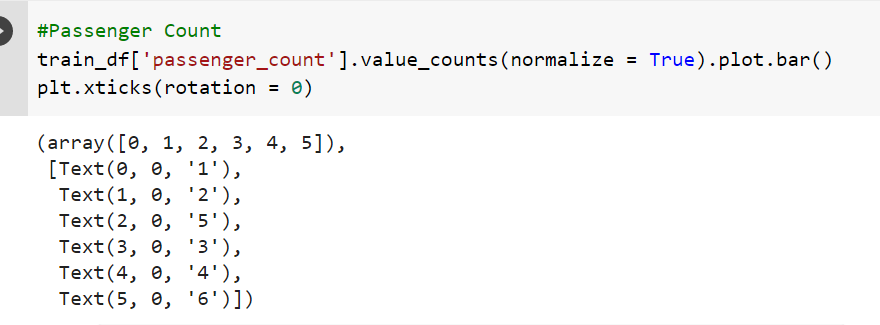 #Passenger Count
train_df['passenger_count'].value_counts(normalize = True).plot.bar()
plt.xticks(rotation = 0)
(array([0, 1, 2, 3, 4, 5]),
 [Text(0, 0, '1'),
  Text(1, 0, '2'),
  Text(2, 0, '5'),
  Text(3, 0, '3'),
  Text(4, 0, '4'),
  Text(5, 0, '6')])